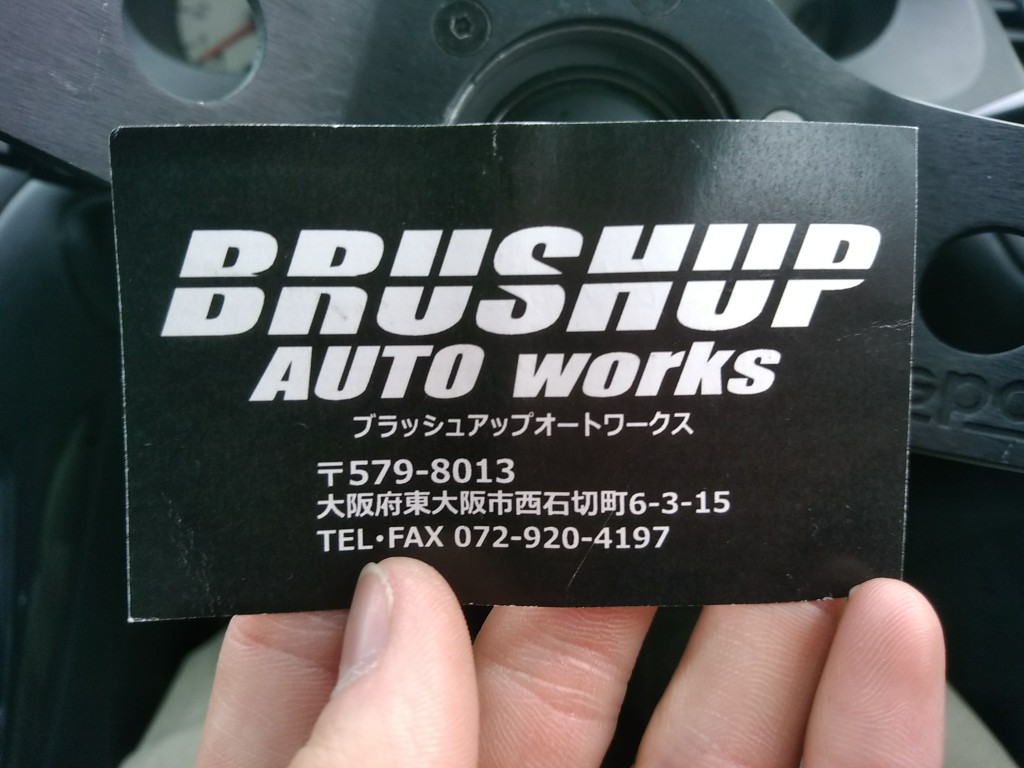 BRUSHUP
AUTO works
ブラッシュアップオートワークス
〒579-8013
大阪府東大阪市西石切町6-3-15
TEL･FAX 072-920-4197